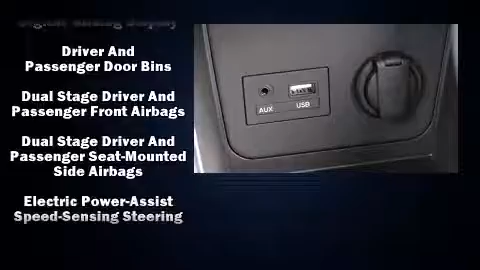 Driver And
Passenger Door Bins
Dual Stage Driver And
Passenger Front Airbags
Dual Stage Driver And
Passenger Seat-Mounted
Side Airbags
Electric Power-Assist
Speed-Sensing Steering
AUX
USB